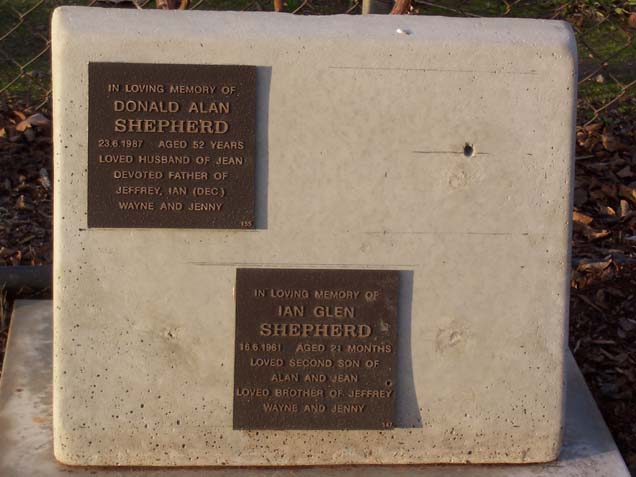 IN LOVING MEMORY OF
DONALD ALAN
SHEPHERD
23.6.1987 AGED 52 YEARS
LOVED HUSBAND OF JEAN
DEVOTED FATHER OF
JEFFREY, IAN (DEC.)
WAYNE AND JENNY
155
IN LOVING MEMORY OF
IAN GLEN
SHEPHERD
16.6.1961 AGED 21 MONTHS
LOVED SECOND SON OF
ALAN AND JEAN
LOVED BROTHER OF JEFFREY
WAYNE AND JENNY
147